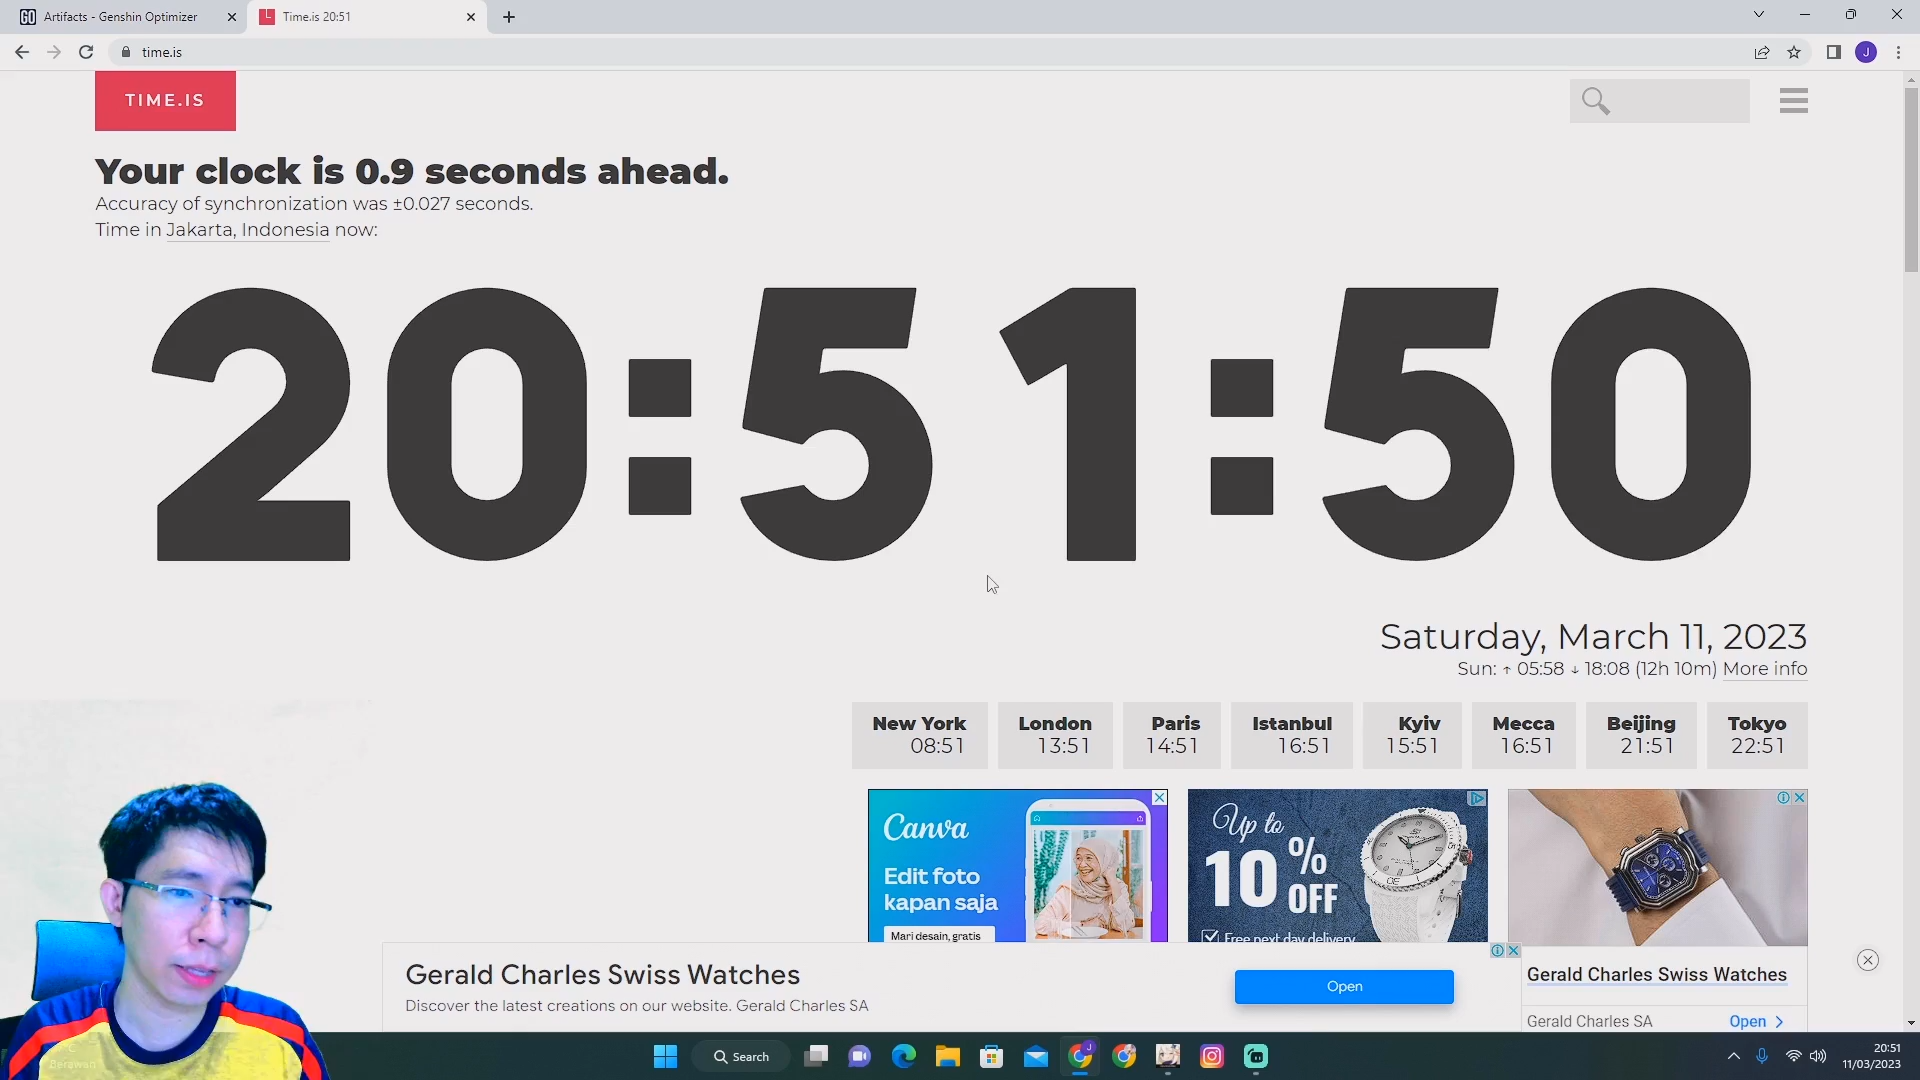 Artifacts - Genshin Optimizer
Time.is 20:51
time.is
J
TIME.IS
Your clock is 0.9 seconds ahead.
Accuracy of synchronization was ±0.027 seconds.
Time in Jakarta, Indonesia now:
20:51:50
Saturday, March 11, 2023
Sun: ↑ 05:58 ↓ 18:08 (12h 10m) More info
New York London Paris Istanbul Kyiv Mecca Beijing Tokyo
08:51 13:51 14:51 16:51 15:51 16:51 21:51 22:51
Canva
Edit foto
kapan saja
Mari desain, gratis
Up to
10% OFF
Free next day delivery
Gerald Charles Swiss Watches
Discover the latest creations on our website. Gerald Charles SA
Open
Gerald Charles Swiss Watches
Gerald Charles SA
Open
Berawan
Search
20:51
11/03/2023